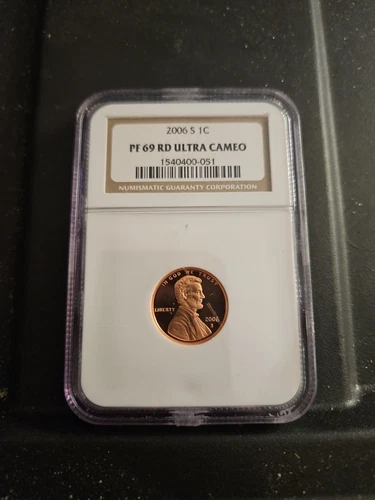 2006 S 1C
PF 69 RD ULTRA CAMEO
1540400-051
NUMISMATIC GUARANTY CORPORATION
IN GOD WE TRUST
LIBERTY
2006
S